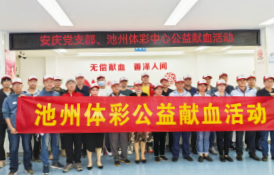 安庆党支部、池州体彩中心公益献血活动
无偿献血 善泽人间
池州体彩公益献血活动